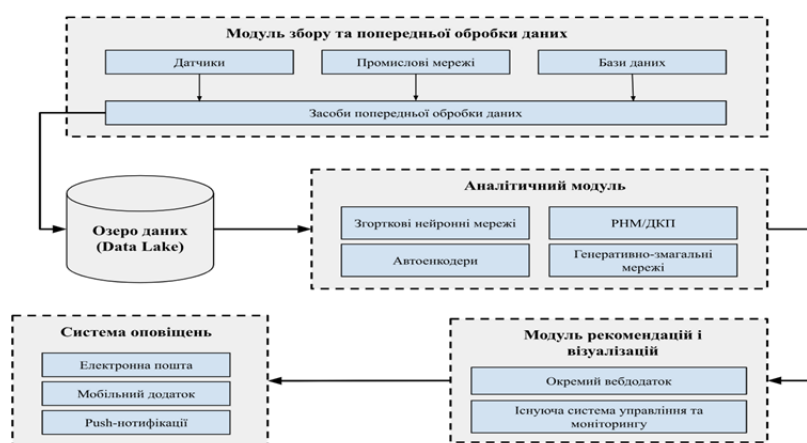 Модуль збору та попередньої обробки даних
Датчики
Промислові мережі
Бази даних
Засоби попередньої обробки даних
Озеро даних
(Data Lake)
Аналітичний модуль
Згорткові нейронні мережі
РНМ/ДКП
Автоенкодери
Генеративно-змагальні
мережі
Система оповіщень
Електронна пошта
Мобільний додаток
Push-нотифікації
Модуль рекомендацій і
візуалізацій
Окремий вебдодаток
Існуюча система управління та
моніторингу